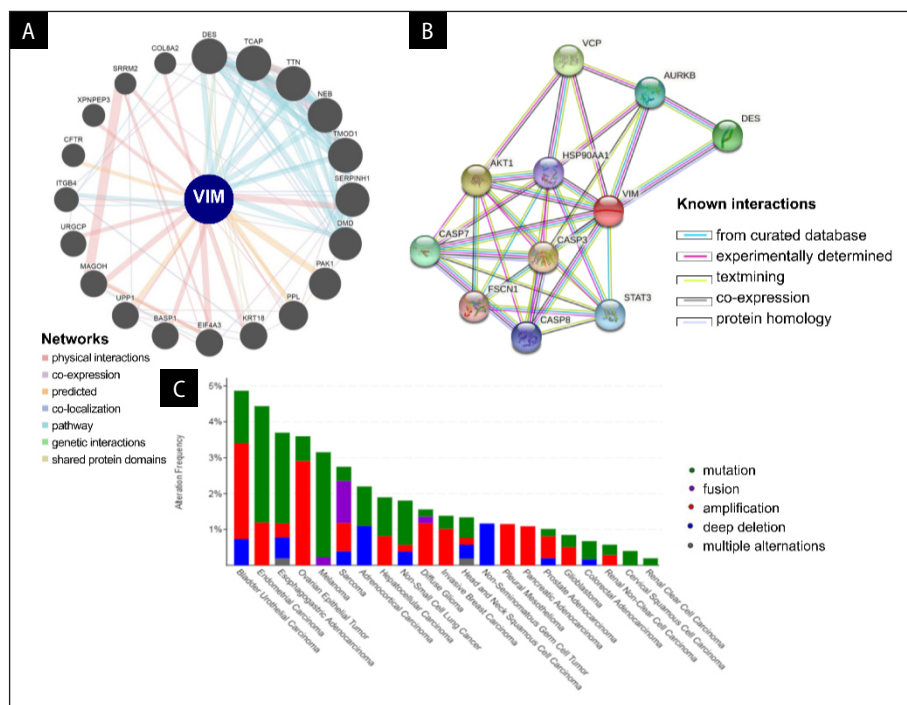 A
DES
TCAP
TTN
NEB
TMOD1
SERPINH1
DMD
PAK1
PPL
KRT18
EIF4A3
BASP1
UPP1
MAGOH
URGCP
ITGB4
CFTR
XPNPEP3
SRRM2
COL8A2
VIM
Networks
physical interactions
co-expression
predicted
co-localization
pathway
genetic interactions
shared protein domains
B
VCP
AURKB
DES
HSP90AA1
AKT1
VIM
CASP7
CASP3
FSCN1
STAT3
CASP8
Known interactions
from curated database
experimentally determined
textmining
co-expression
protein homology
C
Alteration Frequency
5%
4%
3%
2%
1%
Bladder Urothelial Carcinoma
Endometrial Carcinoma
Esophagogastric Adenocarcinoma
Ovarian Epithelial Tumor
Melanoma
Sarcoma
Adrenocortical Carcinoma
Hepatocellular Carcinoma
Non-Small Cell Lung Cancer
Diffuse Glioma
Invasive Breast Carcinoma
Head and Neck Squamous Cell Carcinoma
Non-Seminomatous Germ Cell Tumor
Pleural Mesothelioma
Pancreatic Adenocarcinoma
Prostate Adenocarcinoma
Glioblastoma
Colorectal Adenocarcinoma
Renal Non-Clear Cell Carcinoma
Cervical Squamous Cell Carcinoma
Renal Clear Cell Carcinoma
mutation
fusion
amplification
deep deletion
multiple alternations